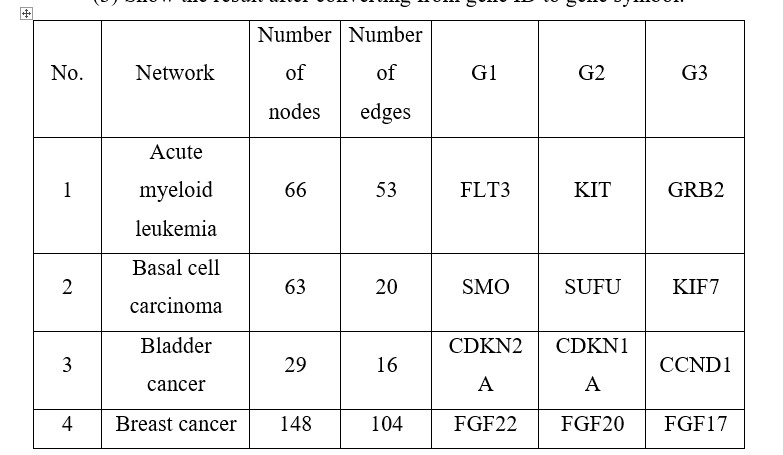 (3) Show the result after converting from gene ID to gene symbol.
No. Network Number of nodes Number of edges G1 G2 G3
1 Acute myeloid leukemia 66 53 FLT3 KIT GRB2
2 Basal cell carcinoma 63 20 SMO SUFU KIF7
3 Bladder cancer 29 16 CDKN2A CDKN1A CCND1
4 Breast cancer 148 104 FGF22 FGF20 FGF17